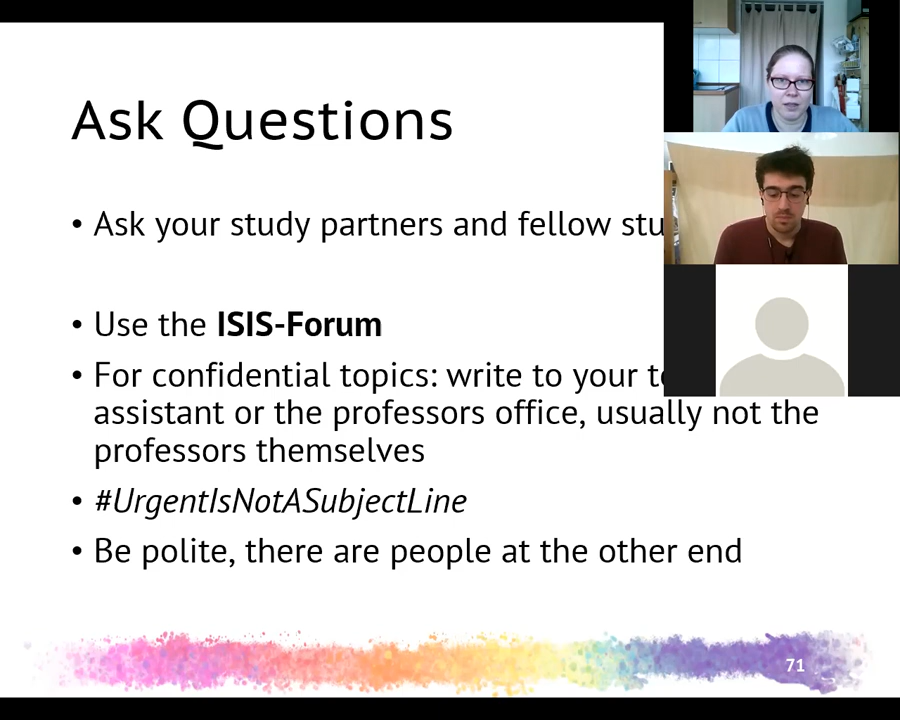 Ask Questions
• Ask your study partners and fellow
• Use the ISIS-Forum
• For confidential topics: write to your
assistant or the professors office, usually not the
professors themselves
• #UrgentIsNotASubjectLine
• Be polite, there are people at the other end
71